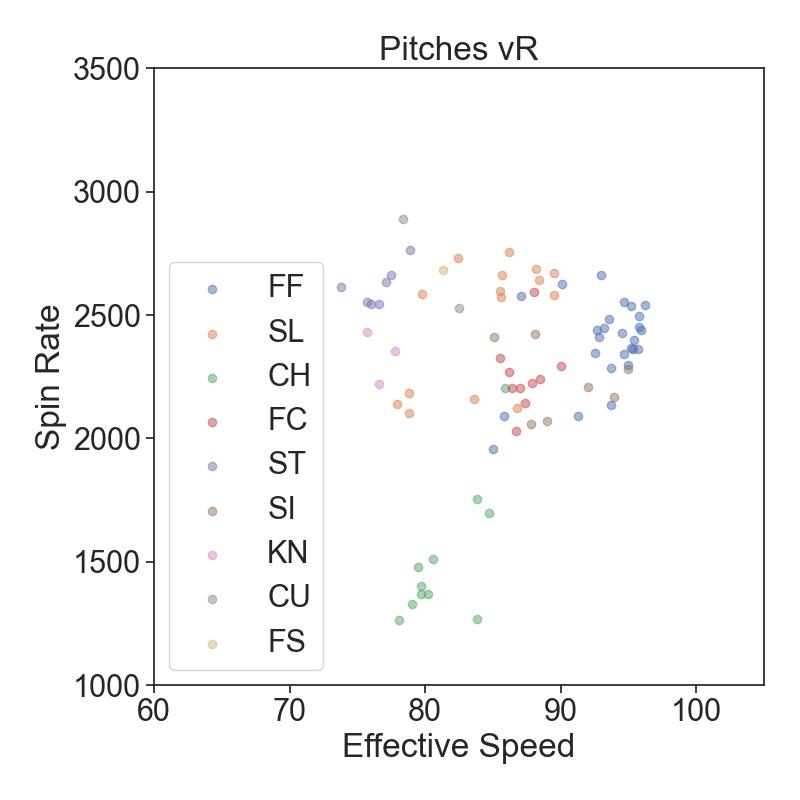 Pitches vR
Spin Rate
3500
3000
2500
2000
1500
1000
FF
SL
CH
FC
ST
SI
KN
CU
FS
60 70 80 90 100
Effective Speed